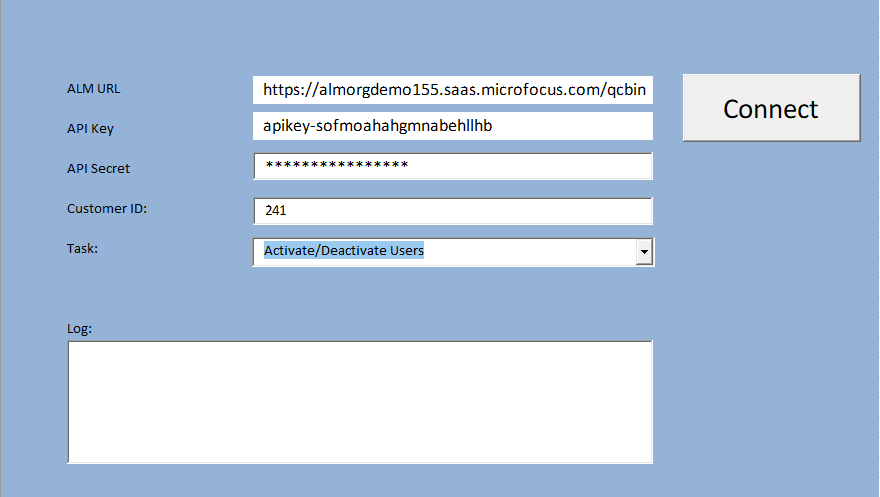 ALM URL https://almorgdemo155.saas.microfocus.com/qcbin
Connect
API Key apikey-sofmoahahgmnabehllhb
API Secret ****************
Customer ID: 241
Task: Activate/Deactivate Users
Log: